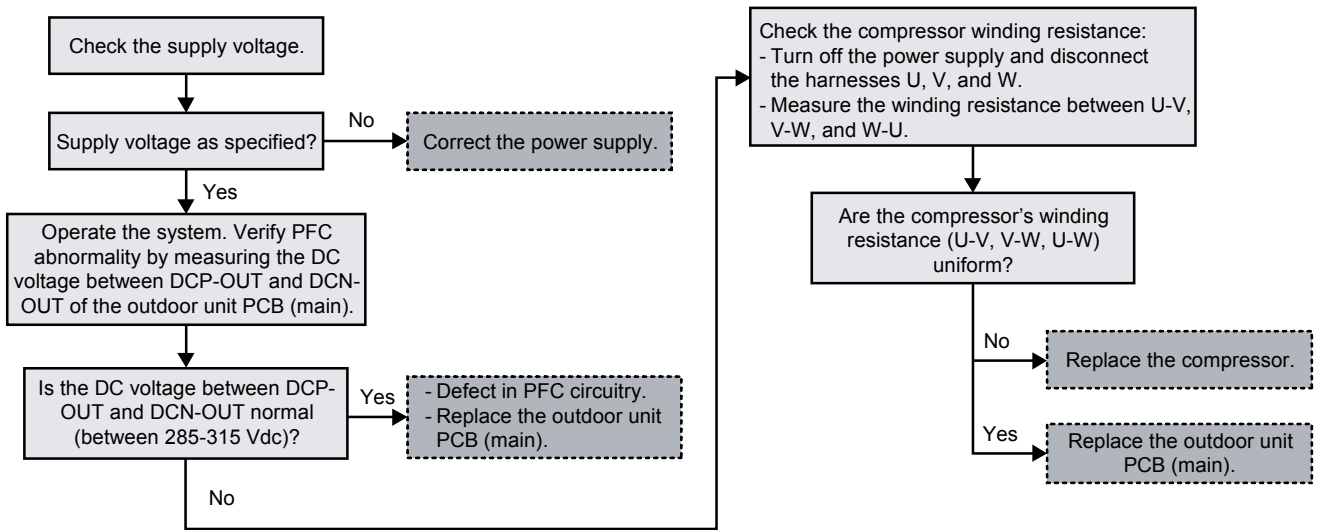 Check the supply voltage.
Supply voltage as specified?
No
Correct the power supply.
Yes
Operate the system. Verify PFC
abnormality by measuring the DC
voltage between DCP-OUT and DCN-
OUT of the outdoor unit PCB (main).
Is the DC voltage between DCP-
OUT and DCN-OUT normal
(between 285-315 Vdc)?
Yes
- Defect in PFC circuitry.
- Replace the outdoor unit
PCB (main).
No
Check the compressor winding resistance:
- Turn off the power supply and disconnect
the harnesses U, V, and W.
- Measure the winding resistance between U-V,
V-W, and W-U.
Are the compressor’s winding
resistance (U-V, V-W, U-W)
uniform?
No
Replace the compressor.
Yes
Replace the outdoor unit
PCB (main).